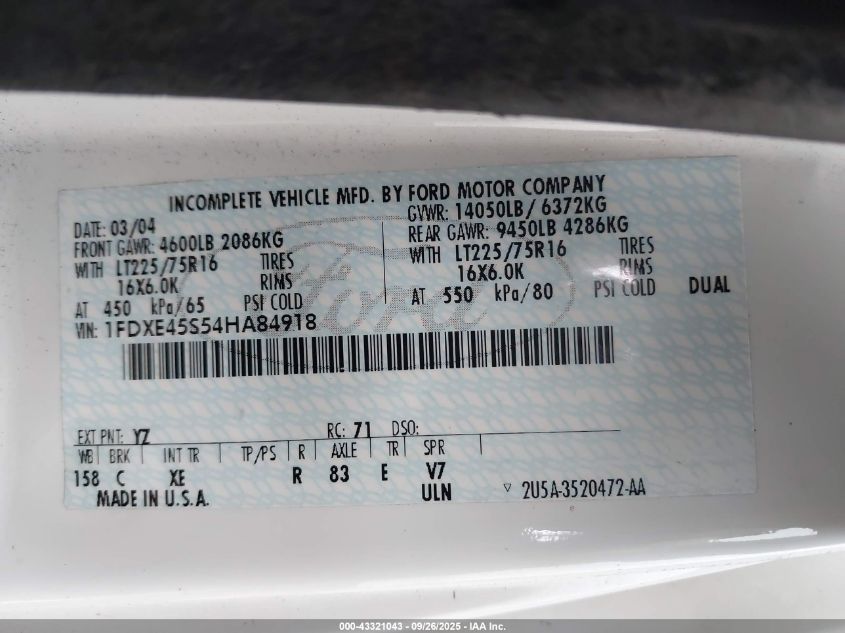 INCOMPLETE VEHICLE MFD. BY FORD MOTOR COMPANY
DATE: 03/04 GVWR: 14050LB/ 6372KG
FRONT GAWR: 4600LB 2086KG REAR GAWR: 9450LB 4286KG
WITH LT225/75R16 TIRES WITH LT225/75R16 TIRES
16X6.0K RIMS 16X6.0K RIMS
AT 450 kPa/65 PSI COLD AT 550 kPa/80 PSI COLD DUAL
VIN: 1FDXE45S54HA84918
Ford
EXT PNT: YZ RC: 71 DSO:
WB BRK INT TR TP/PS R AXLE TR SPR
158 C XE R 83 E V7
MADE IN U.S.A. ULN ▽ 2U5A-3520472-AA
000-43321043 - 09/26/2025 - IAA Inc.